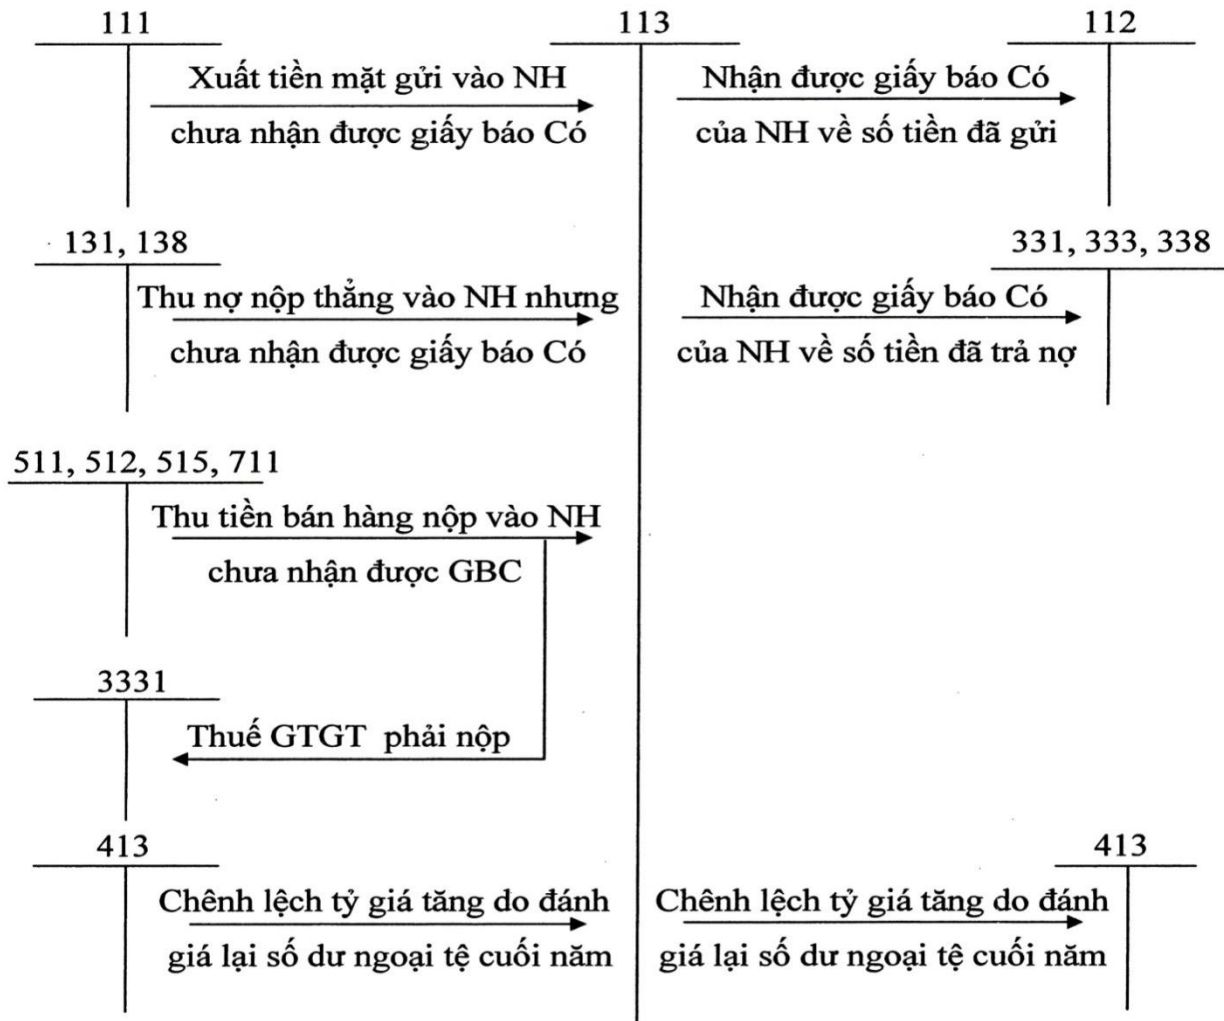 111
113
112
Xuất tiền mặt gửi vào NH
chưa nhận được giấy báo Có
Nhận được giấy báo Có
của NH về số tiền đã gửi
131, 138
331, 333, 338
Thu nợ nộp thẳng vào NH nhưng
chưa nhận được giấy báo Có
Nhận được giấy báo Có
của NH về số tiền đã trả nợ
511, 512, 515, 711
Thu tiền bán hàng nộp vào NH
chưa nhận được GBC
3331
Thuế GTGT phải nộp
413
413
Chênh lệch tỷ giá tăng do đánh
giá lại số dư ngoại tệ cuối năm
Chênh lệch tỷ giá tăng do đánh
giá lại số dư ngoại tệ cuối năm